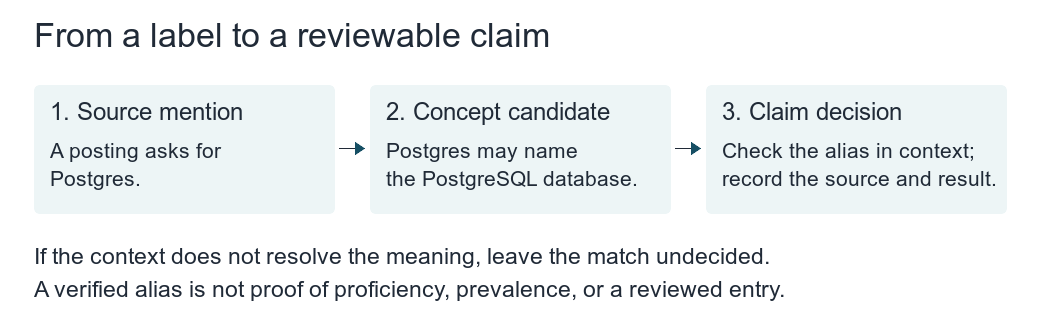 From a label to a reviewable claim
1. Source mention
A posting asks for
Postgres.
2. Concept candidate
Postgres may name
the PostgreSQL database.
3. Claim decision
Check the alias in context;
record the source and result.
If the context does not resolve the meaning, leave the match undecided.
A verified alias is not proof of proficiency, prevalence, or a reviewed entry.